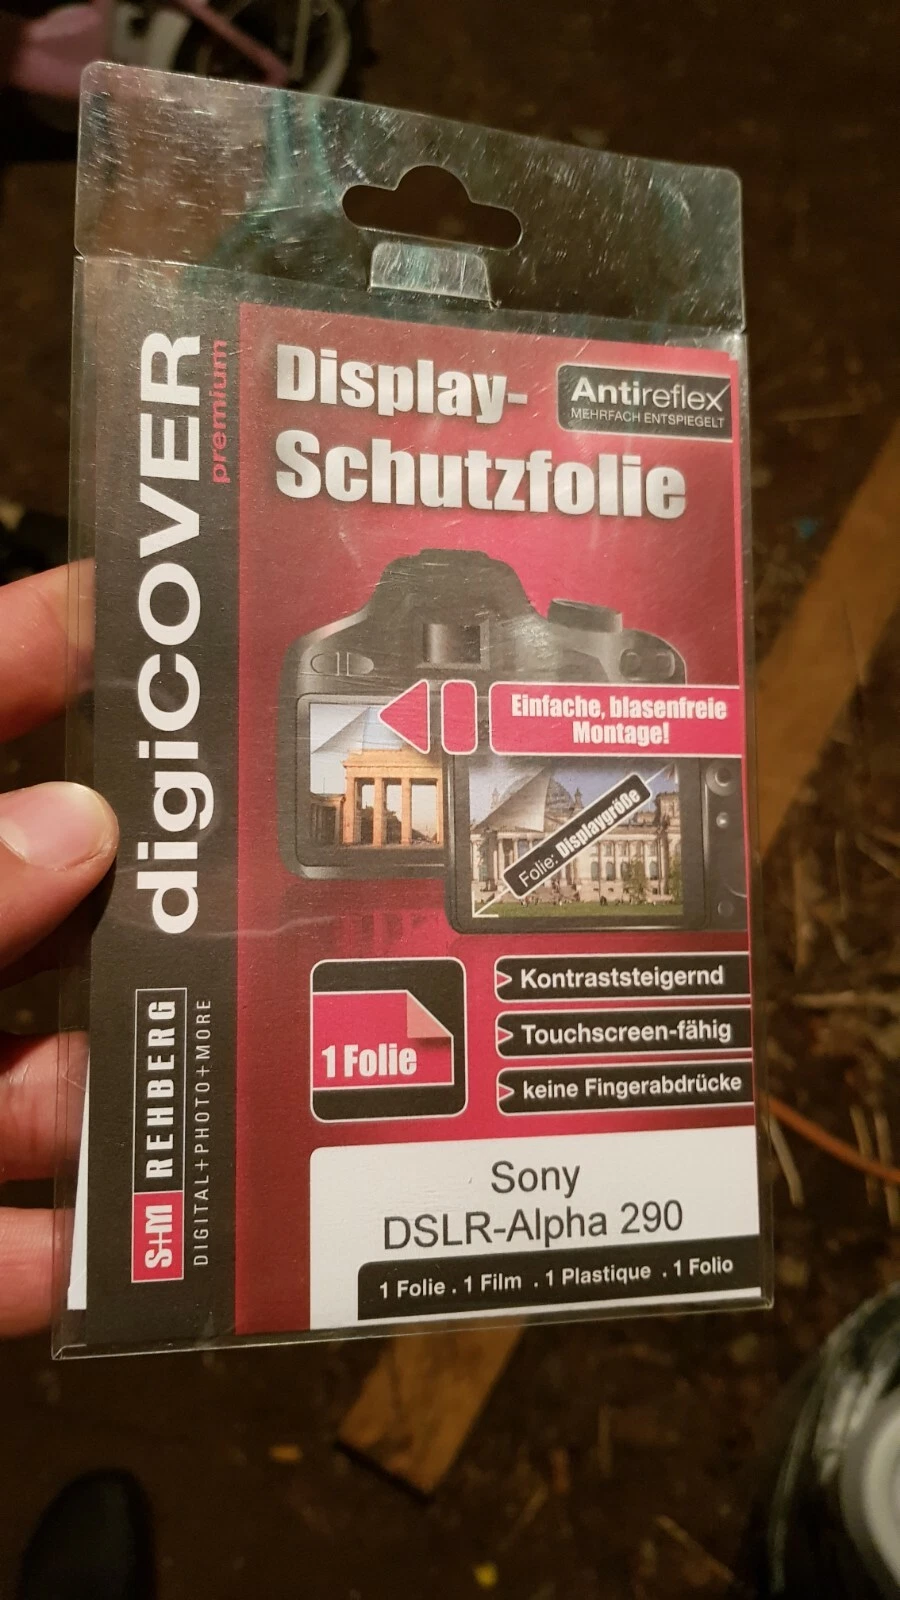 digiCOVER
premium
S+M REHBERG
DIGITAL+PHOTO+MORE
Display-
Schutzfolie
Antireflex
MEHRFACH ENTSPIEGELT
Einfache, blasenfreie
Montage!
Folie: Displaygröße
1 Folie
Kontraststeigernd
Touchscreen-fähig
keine Fingerabdrücke
Sony
DSLR-Alpha 290
1 Folie . 1 Film . 1 Plastique . 1 Folio